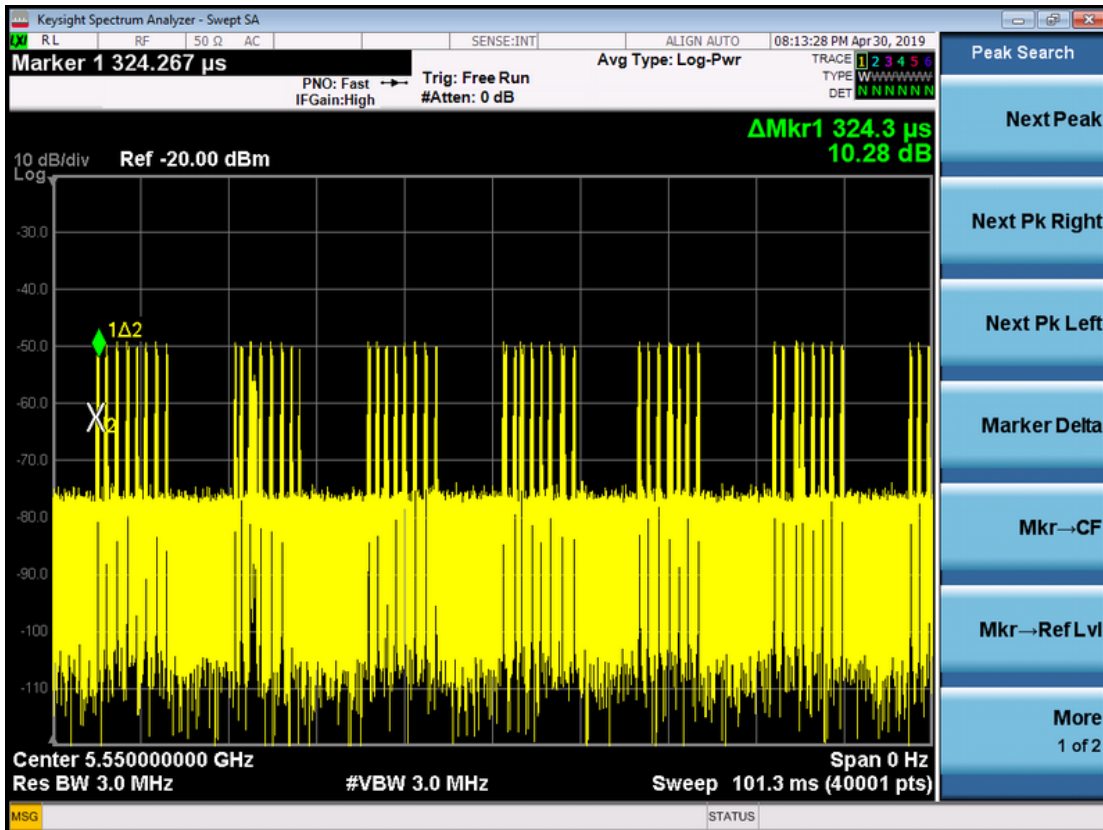 Keysight Spectrum Analyzer - Swept SA
LXI RL RF 50 Ω AC SENSE:INT ALIGN AUTO 08:13:28 PM Apr 30, 2019
Marker 1 324.267 µs
PNO: Fast
IFGain:High
Trig: Free Run
#Atten: 0 dB
Avg Type: Log-Pwr
TRACE 1 2 3 4 5 6
TYPE WWWWWW
DET N N N N N N
ΔMkr1 324.3 µs
10.28 dB
10 dB/div Ref -20.00 dBm
Log
-30.0
-40.0
-50.0
-60.0
-70.0
-80.0
-90.0
-100
-110
1Δ2
2
Center 5.550000000 GHz Span 0 Hz
Res BW 3.0 MHz #VBW 3.0 MHz Sweep 101.3 ms (40001 pts)
MSG STATUS
Peak Search
Next Peak
Next Pk Right
Next Pk Left
Marker Delta
Mkr→CF
Mkr→Ref Lvl
More
1 of 2